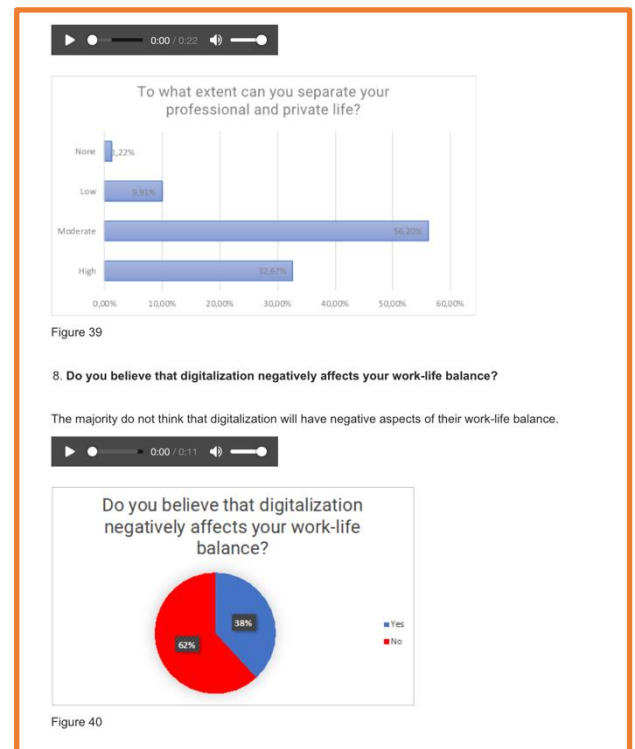 0:00 / 0:22
To what extent can you separate your
professional and private life?
None 1,22%
Low 9,91%
Moderate 56,20%
High 32,67%
0,00% 10,00% 20,00% 30,00% 40,00% 50,00% 60,00%
Figure 39
8. Do you believe that digitalization negatively affects your work-life balance?
The majority do not think that digitalization will have negative aspects of their work-life balance.
0:00 / 0:11
Do you believe that digitalization
negatively affects your work-life
balance?
38%
Yes
62%
No
Figure 40